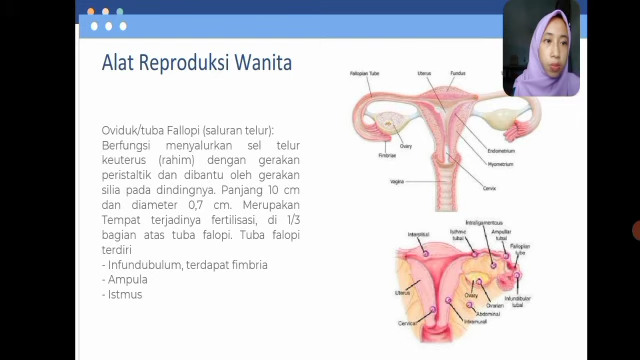 Alat Reproduksi Wanita
Oviduk/tuba Fallopi (saluran telur):
Berfungsi menyalurkan sel telur
keuterus (rahim) dengan gerakan
peristaltik dan dibantu oleh gerakan
silia pada dindingnya. Panjang 10 cm
dan diameter 0,7 cm. Merupakan
Tempat terjadinya fertilisasi, di 1/3
bagian atas tuba falopi. Tuba falopi
terdiri
- Infundubulum, terdapat fimbria
- Ampula
- Istmus
Fallopian Tube
Uterus
Fundus
Ovary
Fimbriae
Endometrium
Myometrium
Vagina
Cervix
Intraligamentous
Interstitial
Isthmic
tubal
Ampullar
tubal
Fallopian
tube
Uterus
Ovary
Ovarian
Infundibular
tubal
Abdominal
Intramural
Cervical